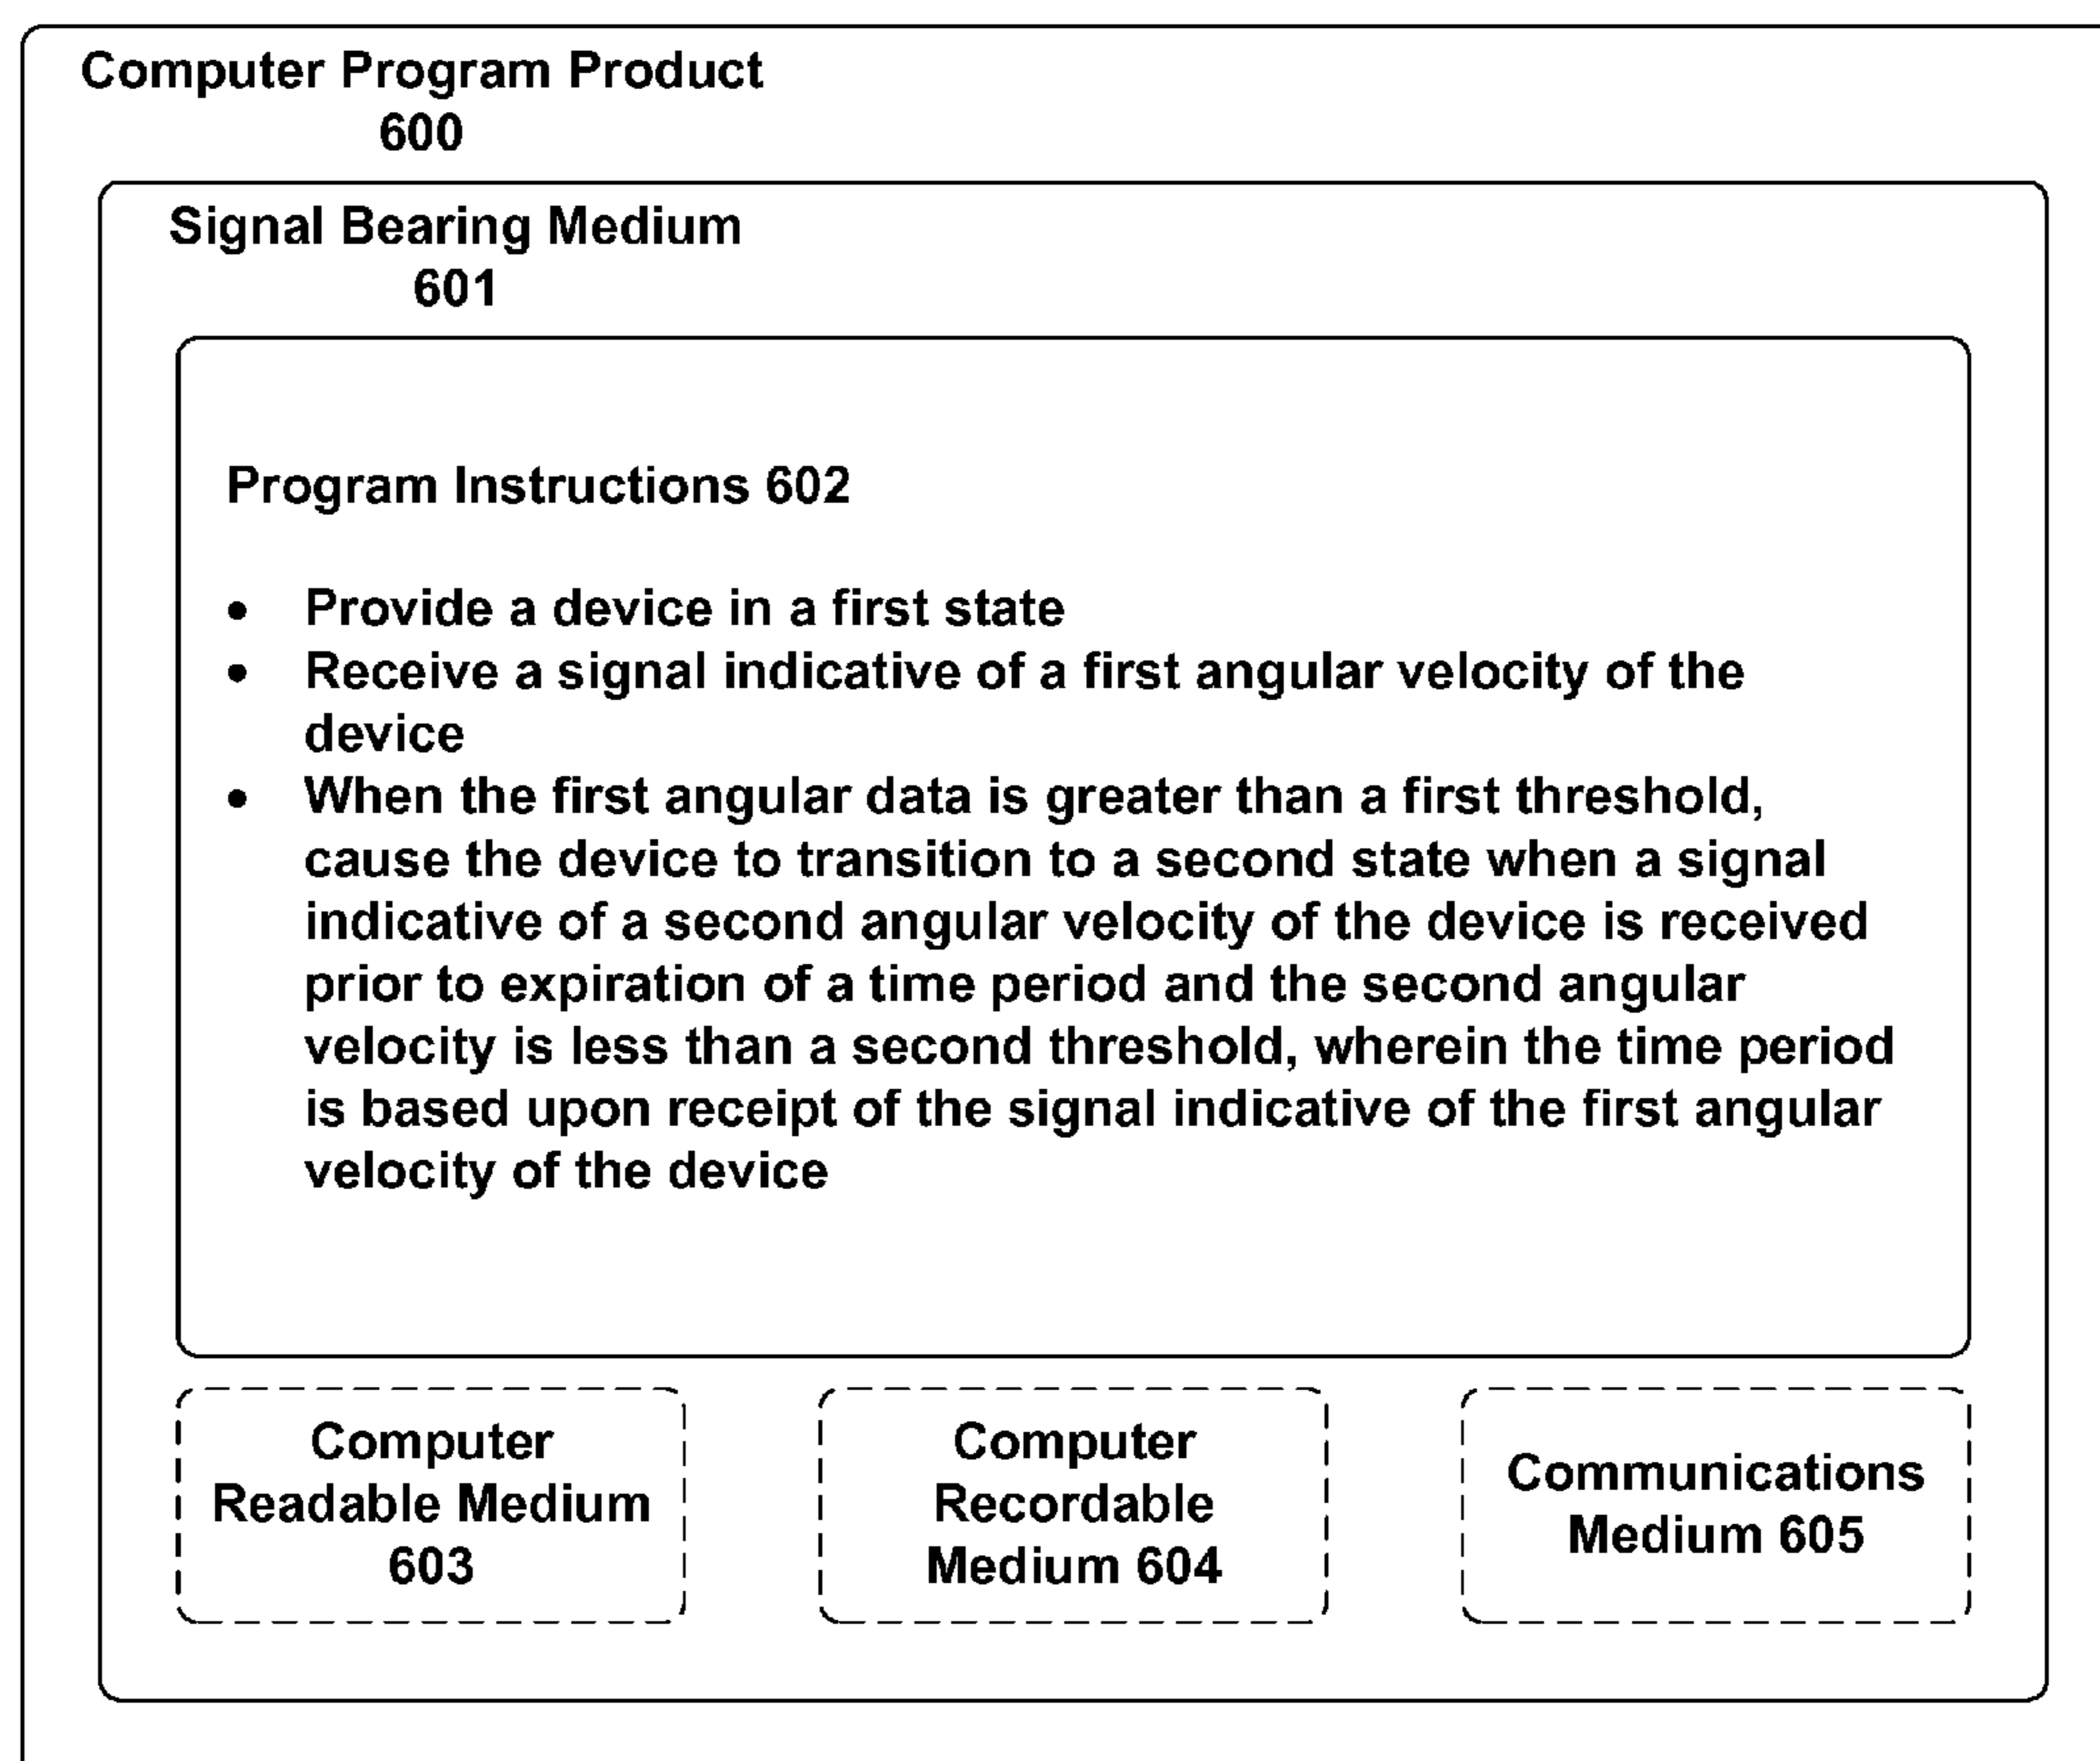 Computer Program Product
600
Signal Bearing Medium
601
Program Instructions 602
• Provide a device in a first state
• Receive a signal indicative of a first angular velocity of the
device
• When the first angular data is greater than a first threshold,
cause the device to transition to a second state when a signal
indicative of a second angular velocity of the device is received
prior to expiration of a time period and the second angular
velocity is less than a second threshold, wherein the time period
is based upon receipt of the signal indicative of the first angular
velocity of the device
Computer
Readable Medium
603
Computer
Recordable
Medium 604
Communications
Medium 605